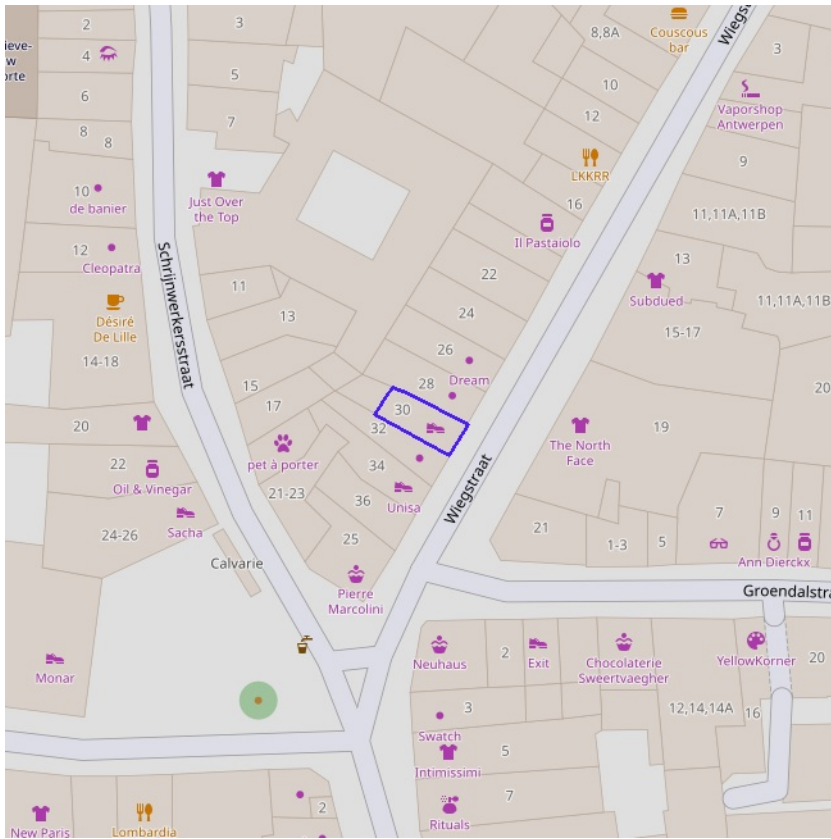 2
3
8,8A
Couscous
bar
Wiegst
3
ieve-
w
orte
4
5
6
10
Vaporshop
Antwerpen
12
7
8
8
9
LKKRR
10
de banier
Just Over
the Top
16
11,11A,11B
Il Pastaiolo
12
Cleopatra
13
Schrijnwerkersstraat
11
22
Subdued
11,11A,11B
13
24
Désiré
De Lille
15-17
14-18
26
28
Dream
15
20
17
30
20
32
19
pet à porter
The North
Face
22
34
Oil & Vinegar
21-23
Wiegstraat
36
Unisa
Sacha
24-26
25
21
1-3
5
7
9
11
Calvarie
Ann Dierckx
Pierre
Marcolini
Groendalstra
Neuhaus
2
Exit
Chocolaterie
Sweertvaegher
YellowKorner
20
Monar
3
12,14,14A
16
Swatch
5
Intimissimi
7
2
Rituals
New Paris
Lombardia